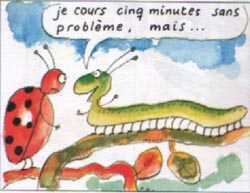 je cours cinq minutes sans
problème, mais...